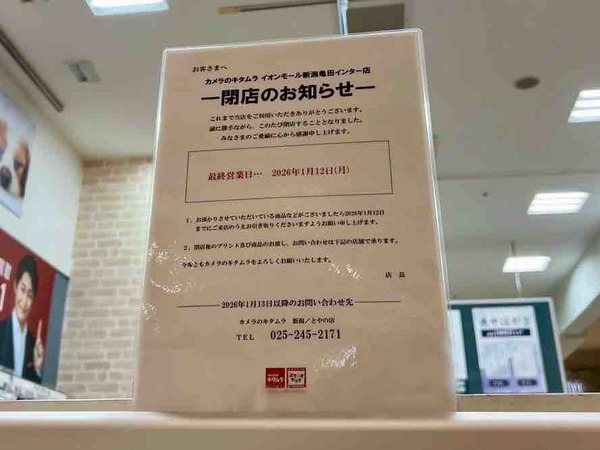 お客さまへ
カメラのキタムラ イオンモール新潟亀田インター店
―閉店のお知らせ―
これまで当店をご利用いただきありがとうございます。
誠に勝手ながら、このたび閉店することとなりました。
みなさまのご愛顧に心から感謝申し上げます。
最終営業日… 2026年1月12日(月)
1、お預かりさせていただいている商品などがございましたら2026年1月12日
までにご来店のうえお引き取りくださいますようお願い申し上げます。
2、閉店後のプリント及び商品のお渡し、お問い合わせは下記の店舗で承ります。
今後ともカメラのキタムラをよろしくお願いいたします。
店 長
2026年1月13日以降のお問い合わせ先
カメラのキタムラ 新潟/とやの店
TEL 025-245-2171
キタムラ
1